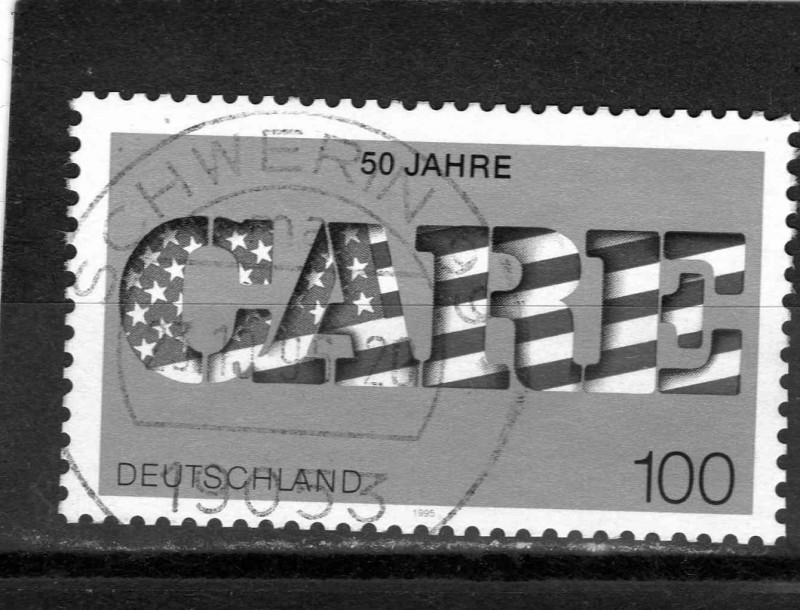 SCHWERIN
50 JAHRE
CARE
DEUTSCHLAND
100
19053
1995